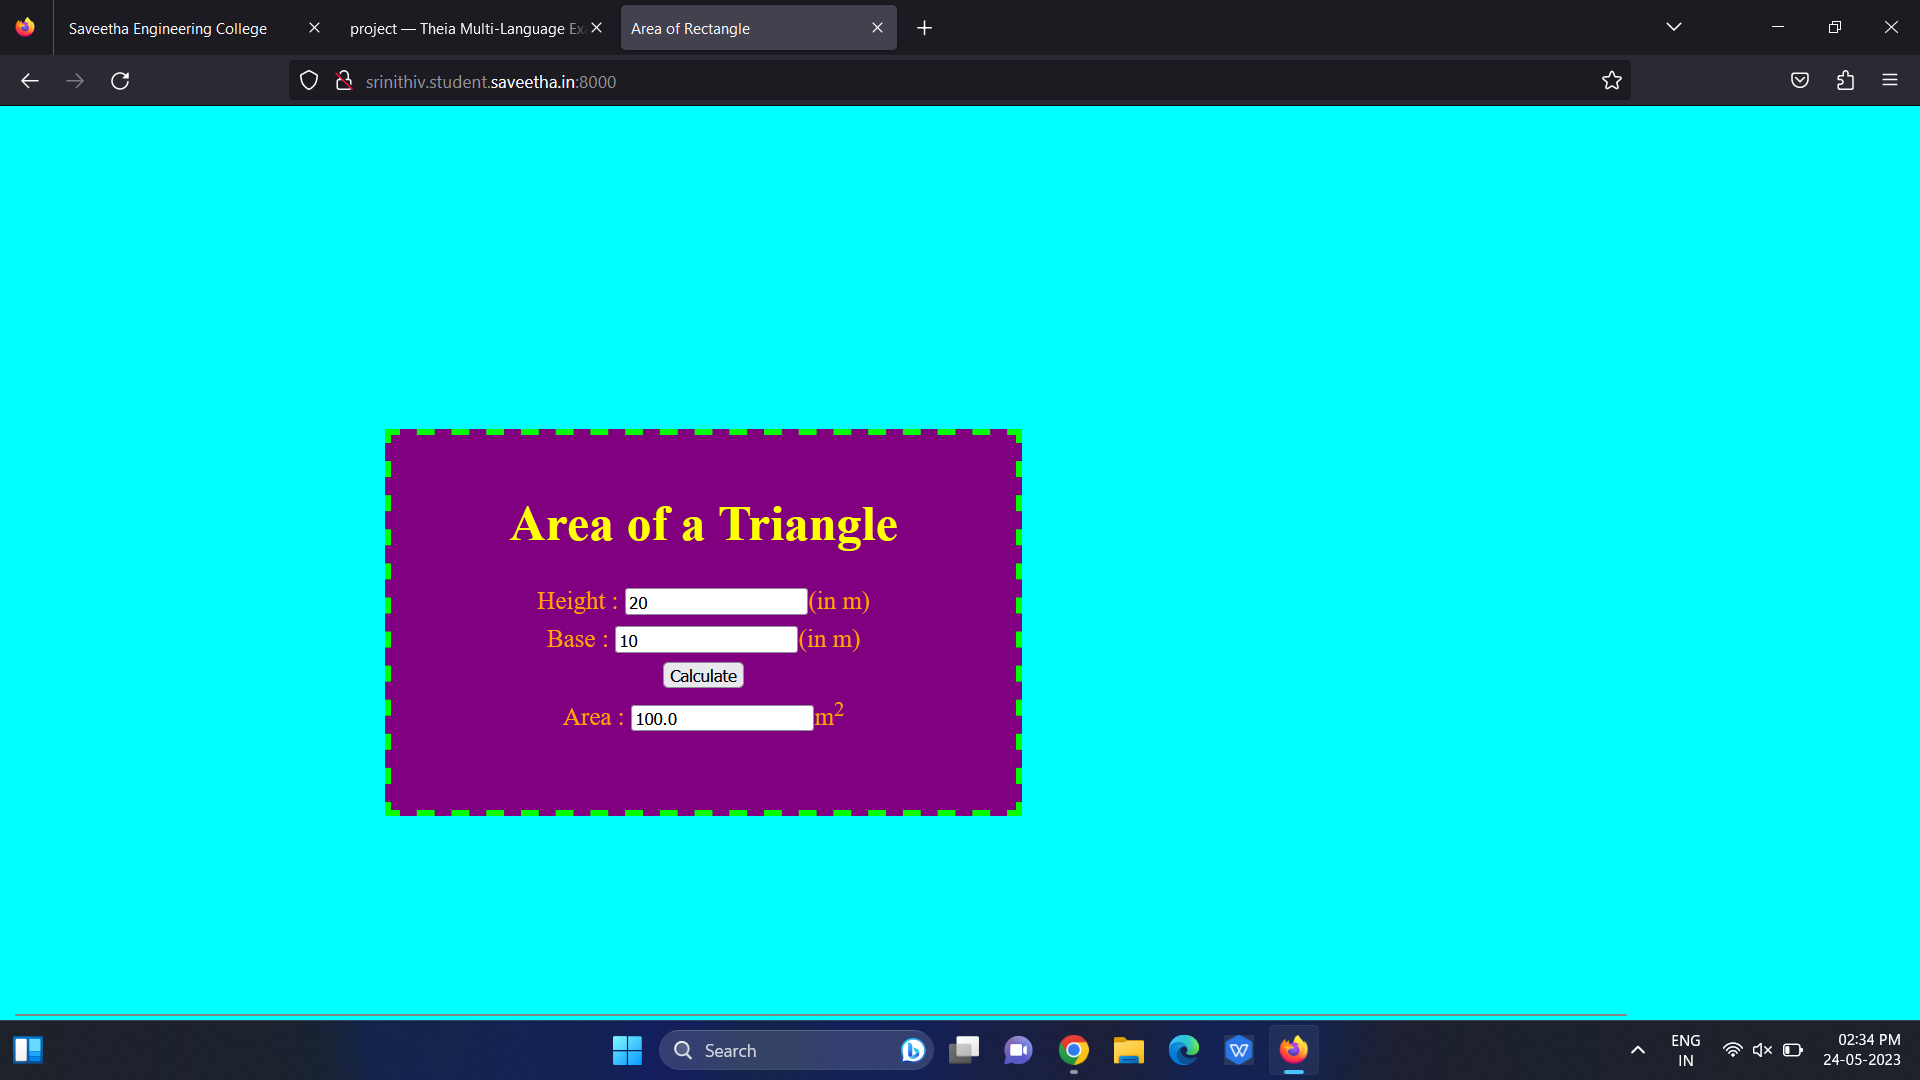 Saveetha Engineering College
project — Theia Multi-Language Ex
Area of Rectangle
srinithiv.student.saveetha.in:8000
Area of a Triangle
Height : 20 (in m)
Base : 10 (in m)
Calculate
Area : 100.0 m²
Search
ENG
IN
02:34 PM
24-05-2023